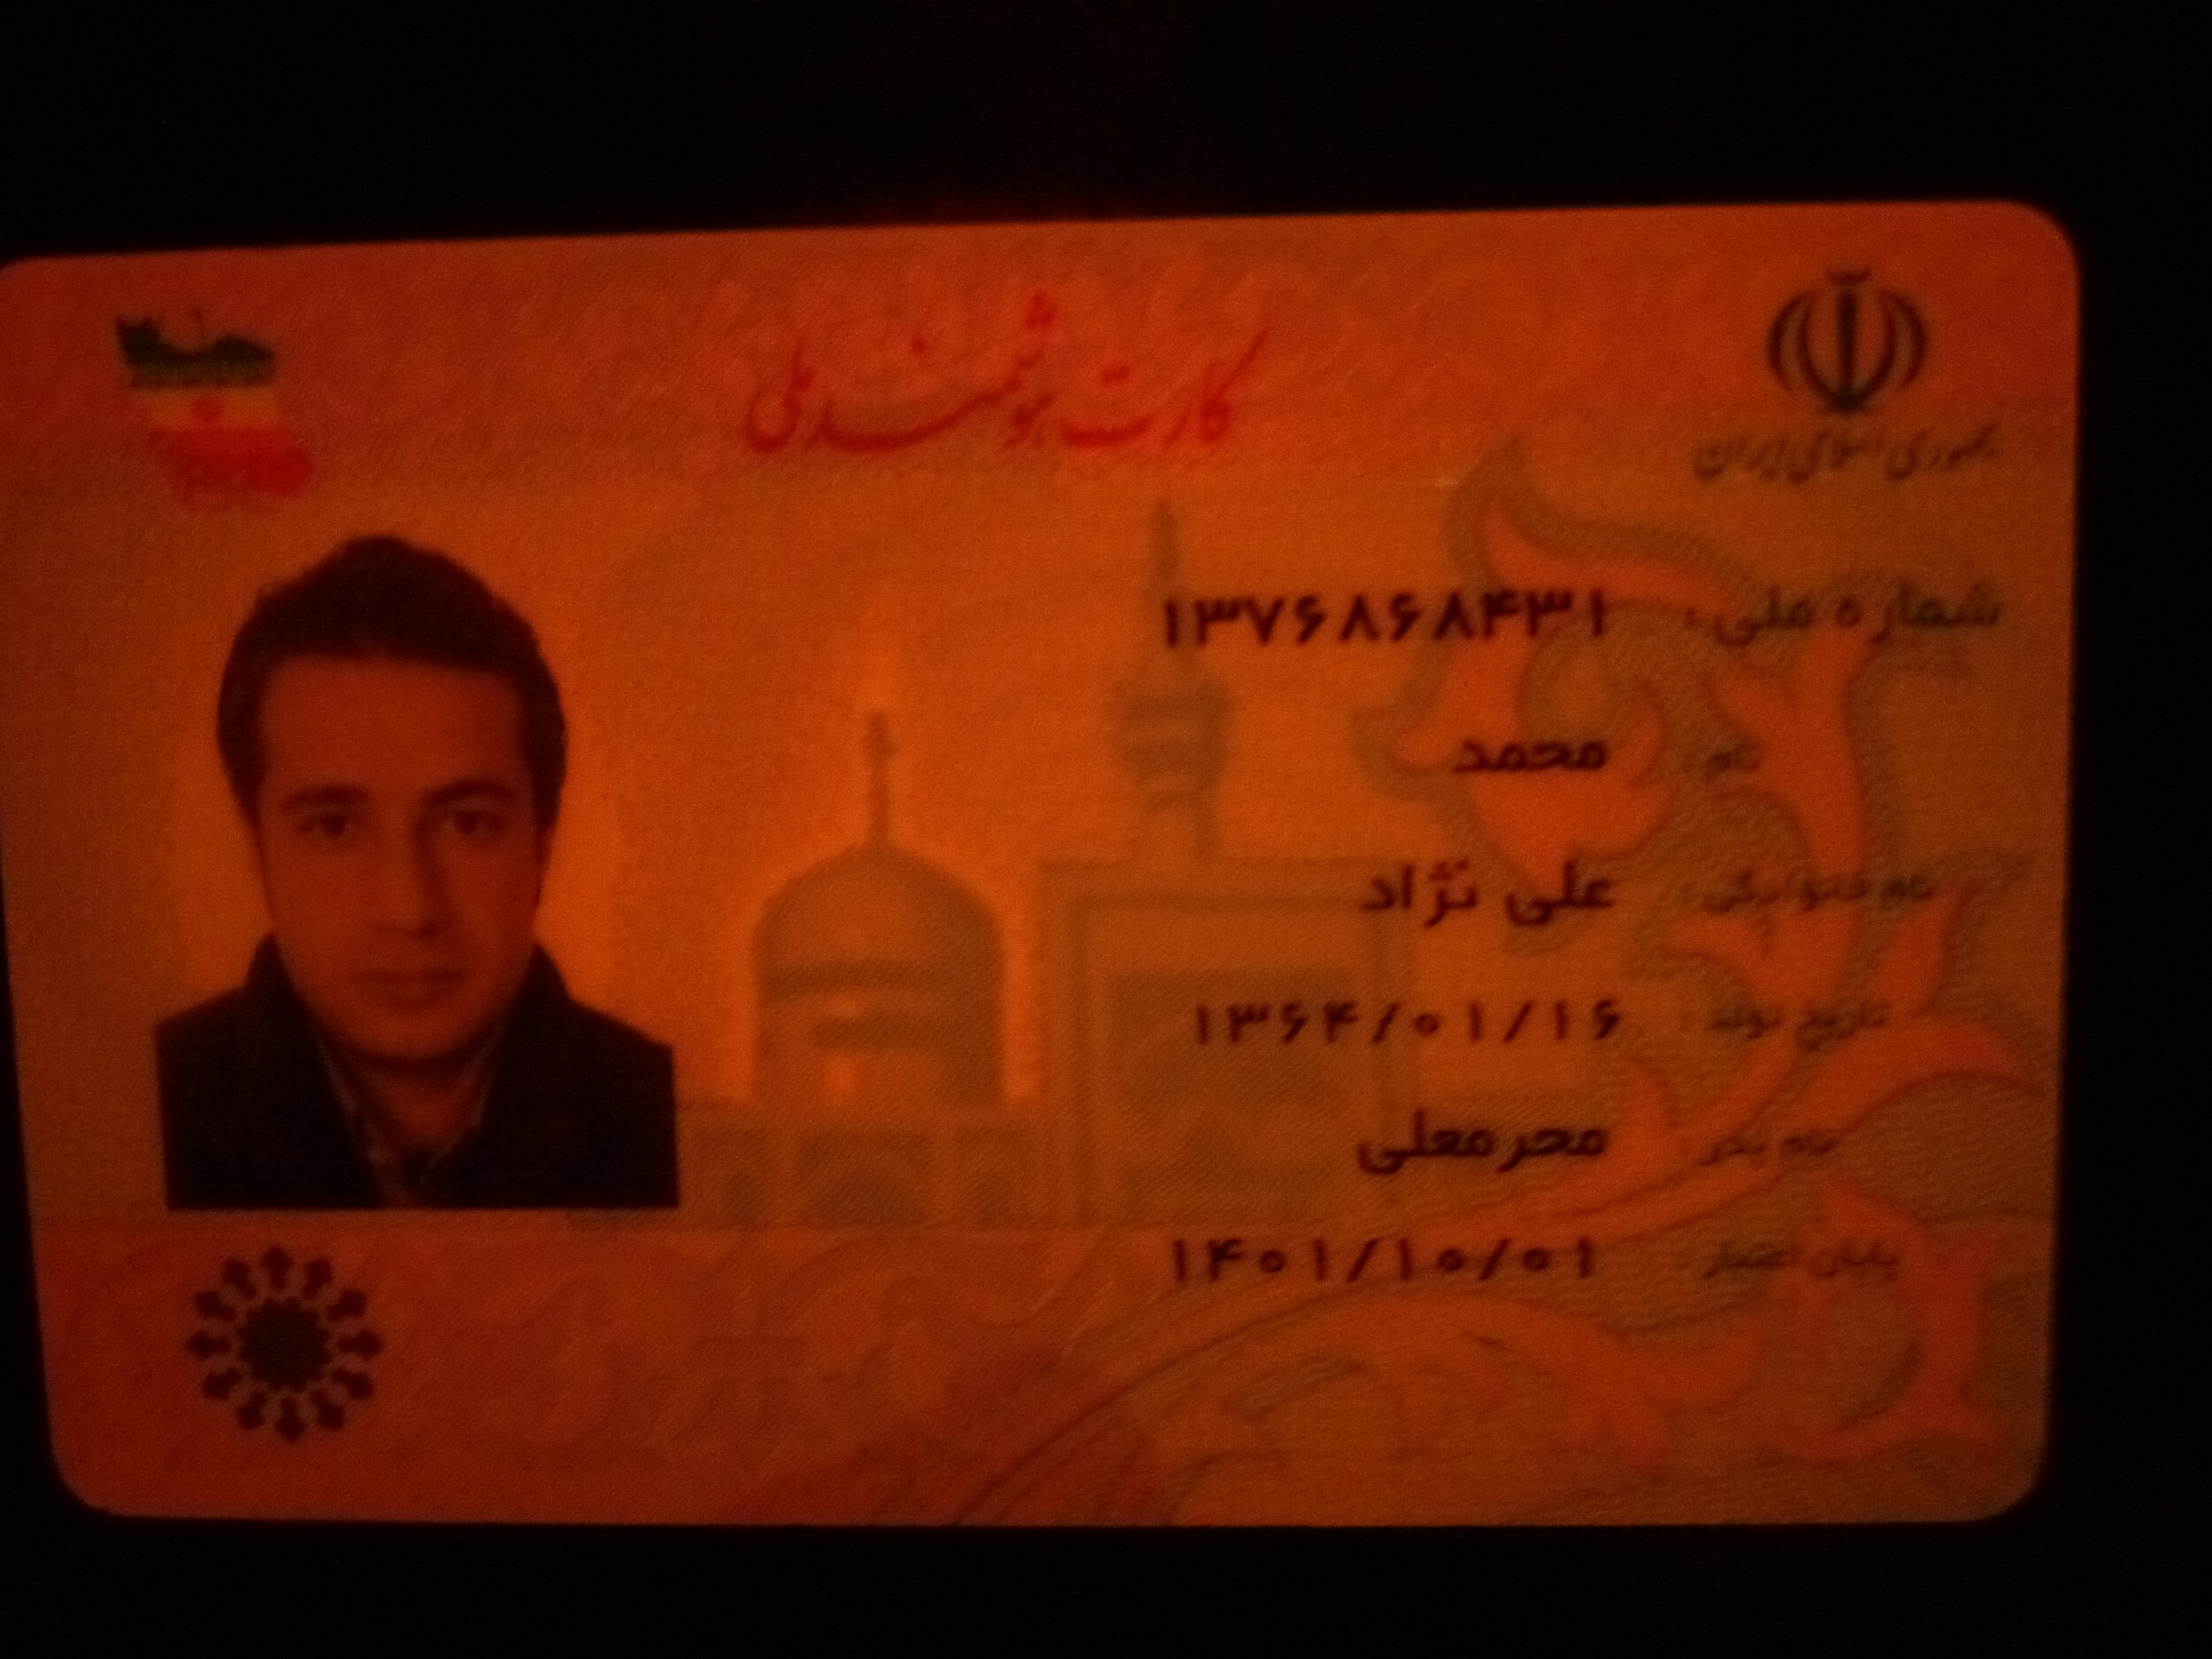 کارت هوشمند ملی
جمهوری اسلامی ایران
شماره ملی : ۱۳۷۶۸۶۸۴۳۱
نام : محمد
نام خانوادگی : علی نژاد
تاریخ تولد : ۱۳۶۴/۰۱/۱۶
نام پدر : محرمعلی
پایان اعتبار : ۱۴۰۱/۱۰/۰۱